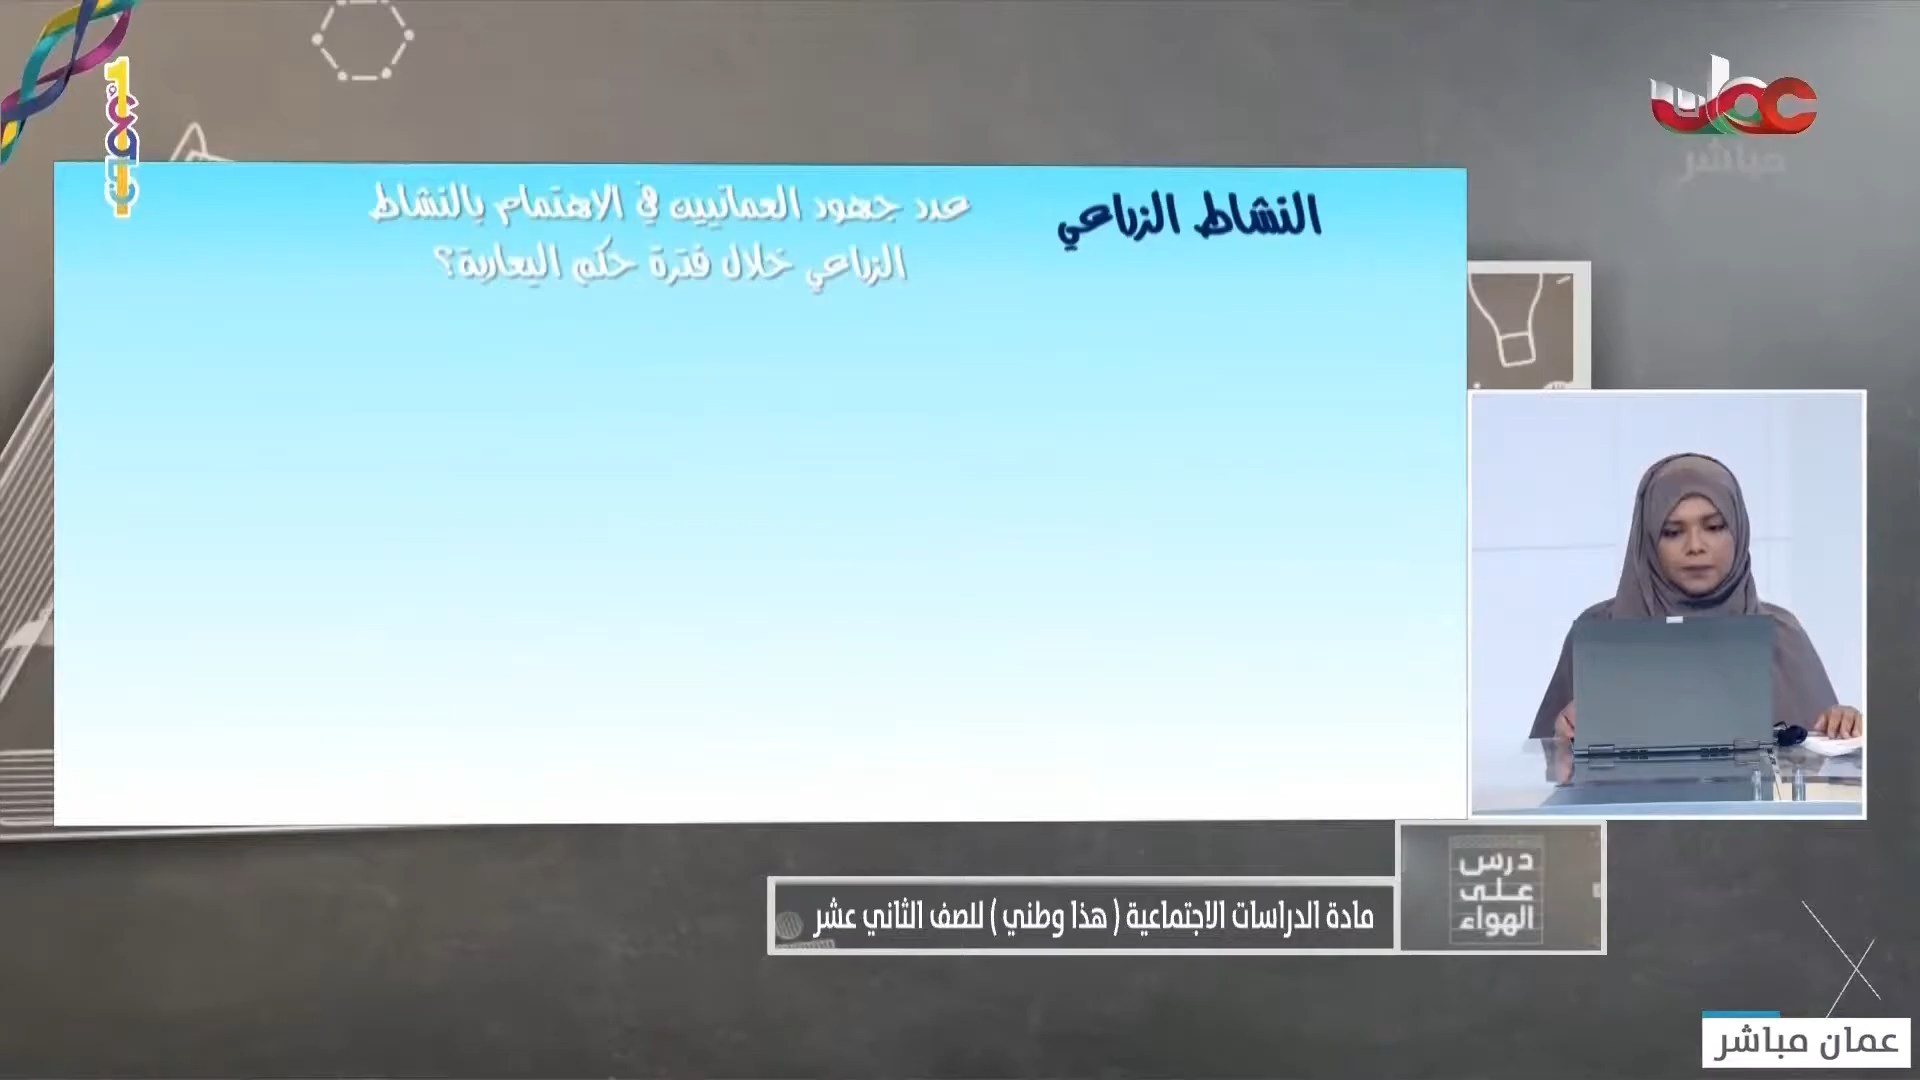 عمان
مباشر
النشاط الزراعي
عدد جهود العمانيين في الاهتمام بالنشاط
الزراعي خلال فترة حكم اليعاربة؟
درس
على
الهواء
مادة الدراسات الاجتماعية ( هذا وطني ) للصف الثاني عشر
عمان مباشر